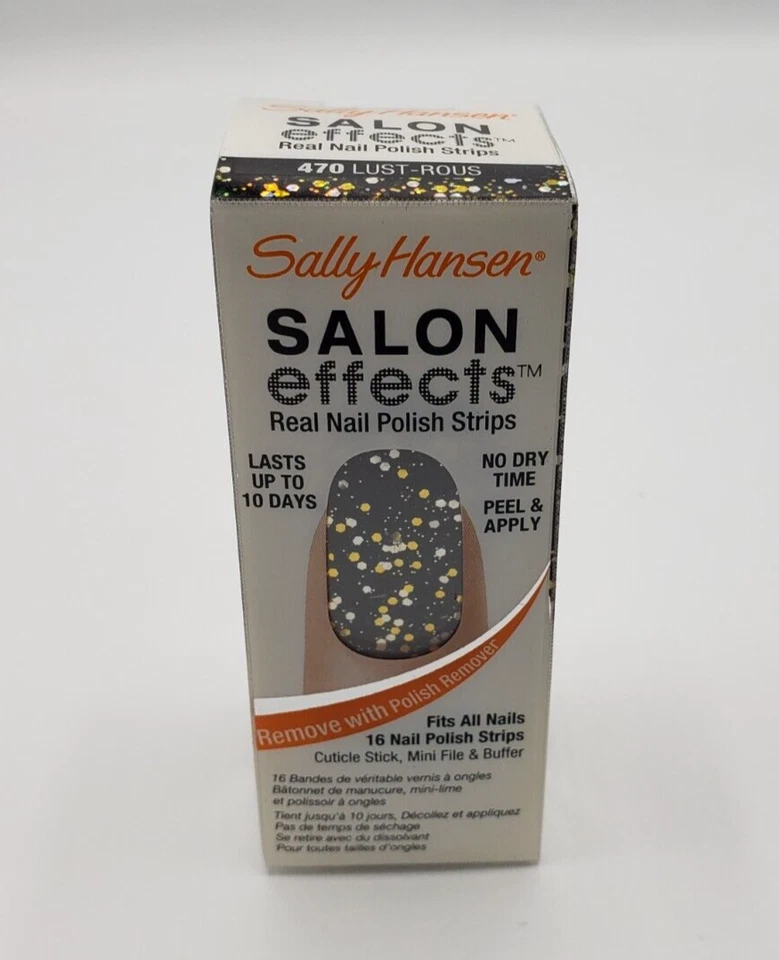 Sally Hansen®
SALON
effects™
Real Nail Polish Strips
470 LUST-ROUS
Sally Hansen®
SALON
effects™
Real Nail Polish Strips
LASTS
UP TO
10 DAYS
NO DRY
TIME
PEEL &
APPLY
Remove with Polish Remover
Fits All Nails
16 Nail Polish Strips
Cuticle Stick, Mini File & Buffer
16 Bandes de véritable vernis à ongles
Bâtonnet de manucure, mini-lime
et polissoir à ongles
Tient jusqu'à 10 jours, Décollez et appliquez
Pas de temps de séchage
Se retire avec du dissolvant
Pour toutes tailles d'ongles